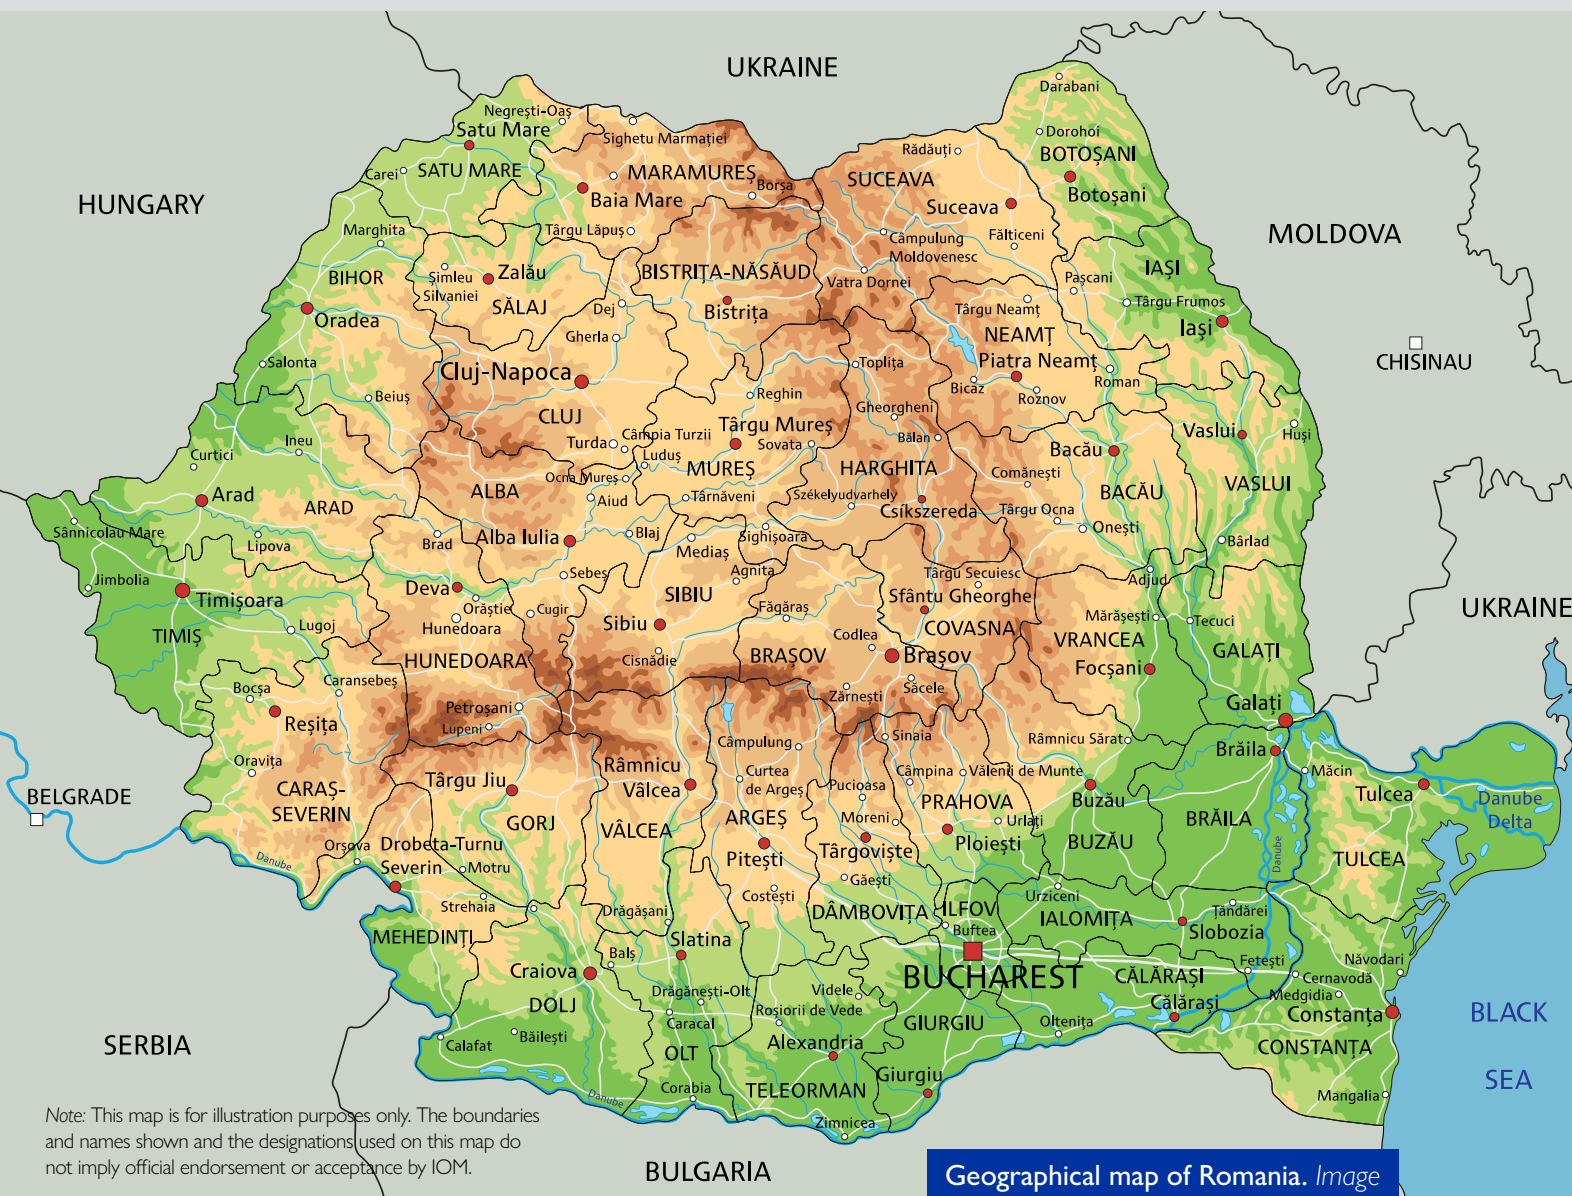 UKRAINE
Darabani
Negrești-Oaș
Satu Mare
Sighetu Marmației
Dorohoi
Rădăuți
BOTOȘANI
Carei
SATU MARE
MARAMUREȘ
Borșa
SUCEAVA
Botoșani
HUNGARY
Baia Mare
Suceava
Marghita
Târgu Lăpuș
Câmpulung
Moldovenesc
Fălticeni
MOLDOVA
BIHOR
Șimleu
Silvaniei
Zalău
BISTRIȚA-NĂSĂUD
Vatra Dornei
Pașcani
IAȘI
SĂLAJ
Dej
Bistrița
Târgu Neamț
Târgu Frumos
Oradea
Gherla
NEAMȚ
Iași
Salonta
Cluj-Napoca
Toplița
Piatra Neamț
CHISINAU
Bicaz
Roman
Beiuș
Reghin
Roznov
CLUJ
Gheorgheni
Ineu
Turda
Câmpia Turzii
Târgu Mureș
Sovata
Bălan
Vaslui
Huși
Curtici
Luduș
Bacău
Ocna Mureș
MUREȘ
HARGHITA
Comănești
Arad
ALBA
Aiud
Târnăveni
Székelyudvarhely
BACĂU
VASLUI
ARAD
Csíkszereda
Târgu Ocna
Sânnicolau Mare
Lipova
Brad
Alba Iulia
Blaj
Mediaș
Sighișoara
Onești
Bârlad
Jimbolia
Deva
Sebeș
Agnita
Târgu Secuiesc
Adjud
Timișoara
Orăștie
Cugir
SIBIU
Sfântu Gheorghe
UKRAINE
Hunedoara
Făgăraș
Mărășești
Tecuci
TIMIȘ
Lugoj
Sibiu
Codlea
COVASNA
VRANCEA
HUNEDOARA
Cisnădie
BRAȘOV
Brașov
Focșani
GALAȚI
Bocșa
Caransebeș
Zărnești
Săcele
Reșița
Petroșani
Galați
Lupeni
Câmpulung
Sinaia
Râmnicu Sărat
Brăila
Oravița
Târgu Jiu
Râmnicu
Vâlcea
Curtea
de Argeș
Pucioasa
Câmpina
Vălenii de Munte
Măcin
BELGRADE
CARAȘ-
SEVERIN
PRAHOVA
Buzău
Tulcea
Danube
Delta
GORJ
VÂLCEA
ARGEȘ
Moreni
Urlați
BRĂILA
Orșova
Drobeta-Turnu
Severin
Târgoviște
Ploiești
BUZĂU
Danube
Danube
Motru
Pitești
TULCEA
Găești
Strehaia
Costești
Urziceni
Drăgășani
DÂMBOVIȚA
ILFOV
IALOMIȚA
Țăndărei
MEHEDINȚI
Slatina
Buftea
Slobozia
Balș
Fetești
Năvodari
Craiova
BUCHAREST
CĂLĂRAȘI
Cernavodă
Drăgănești-Olt
Videle
Medgidia
DOLJ
Roșiorii de Vede
Călărași
Constanța
BLACK
SEA
Băilești
Caracal
GIURGIU
Oltenița
SERBIA
Calafat
OLT
Alexandria
CONSTANȚA
Giurgiu
Corabia
TELEORMAN
Mangalia
Danube
Zimnicea
Note: This map is for illustration purposes only. The boundaries
and names shown and the designations used on this map do
not imply official endorsement or acceptance by IOM.
BULGARIA
Geographical map of Romania. Image